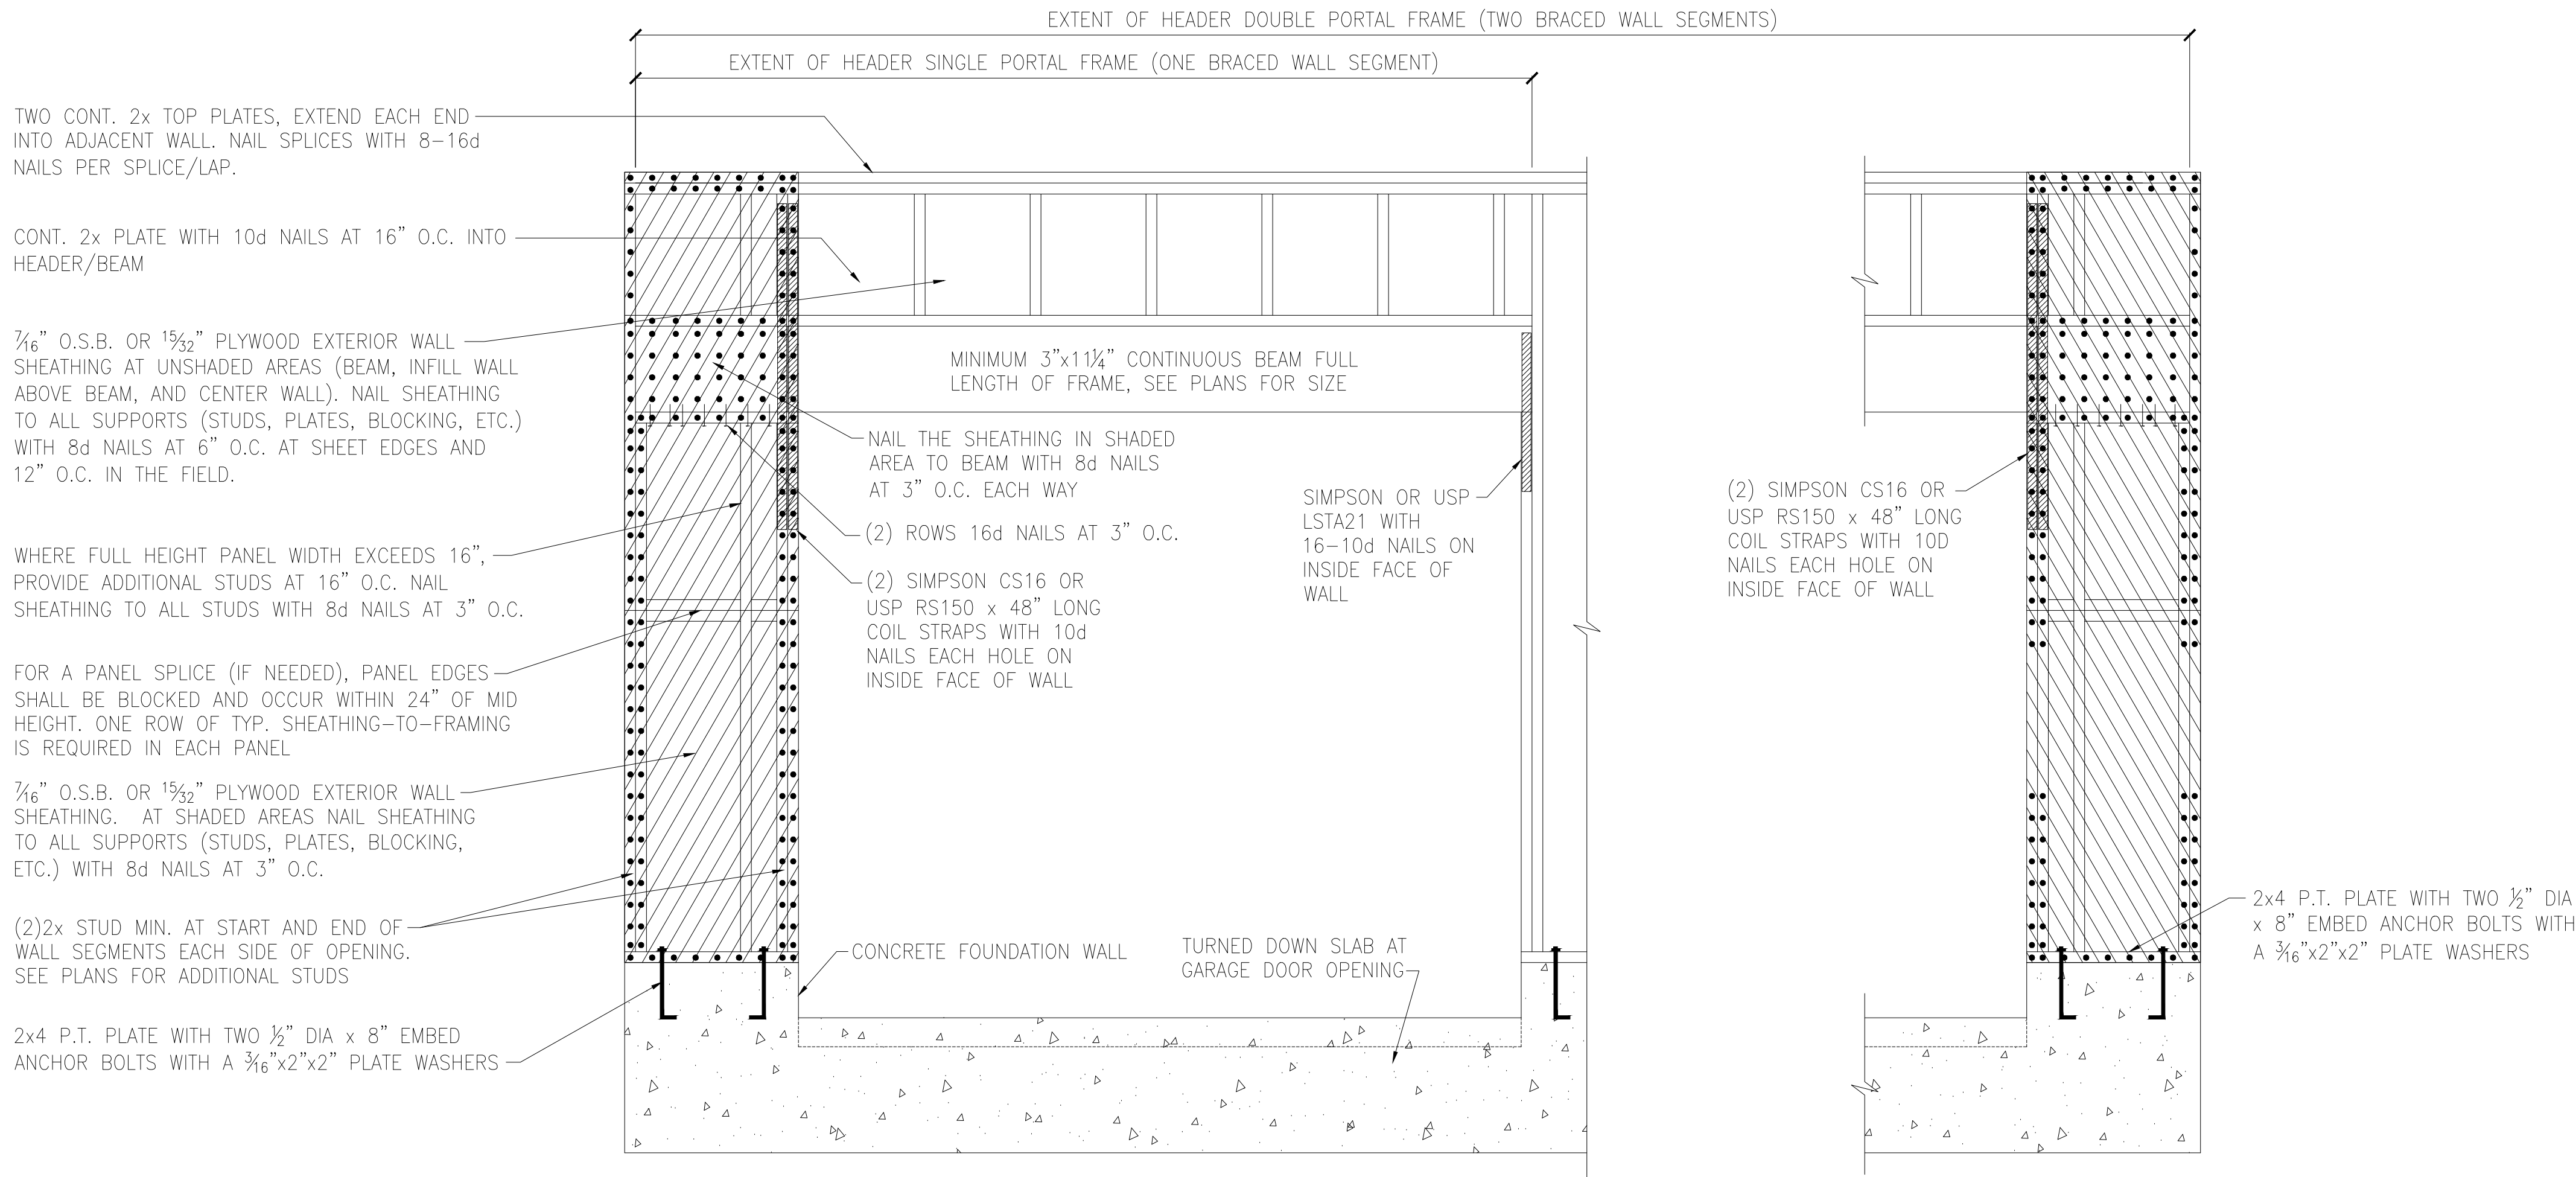 EXTENT OF HEADER DOUBLE PORTAL FRAME (TWO BRACED WALL SEGMENTS)
EXTENT OF HEADER SINGLE PORTAL FRAME (ONE BRACED WALL SEGMENT)
TWO CONT. 2x TOP PLATES, EXTEND EACH END
INTO ADJACENT WALL. NAIL SPLICES WITH 8-16d
NAILS PER SPLICE/LAP.
CONT. 2x PLATE WITH 10d NAILS AT 16" O.C. INTO
HEADER/BEAM
7/16" O.S.B. OR 15/32" PLYWOOD EXTERIOR WALL
SHEATHING AT UNSHADED AREAS (BEAM, INFILL WALL
ABOVE BEAM, AND CENTER WALL). NAIL SHEATHING
TO ALL SUPPORTS (STUDS, PLATES, BLOCKING, ETC.)
WITH 8d NAILS AT 6" O.C. AT SHEET EDGES AND
12" O.C. IN THE FIELD.
WHERE FULL HEIGHT PANEL WIDTH EXCEEDS 16",
PROVIDE ADDITIONAL STUDS AT 16" O.C. NAIL
SHEATHING TO ALL STUDS WITH 8d NAILS AT 3" O.C.
FOR A PANEL SPLICE (IF NEEDED), PANEL EDGES
SHALL BE BLOCKED AND OCCUR WITHIN 24" OF MID
HEIGHT. ONE ROW OF TYP. SHEATHING-TO-FRAMING
IS REQUIRED IN EACH PANEL
7/16" O.S.B. OR 15/32" PLYWOOD EXTERIOR WALL
SHEATHING. AT SHADED AREAS NAIL SHEATHING
TO ALL SUPPORTS (STUDS, PLATES, BLOCKING,
ETC.) WITH 8d NAILS AT 3" O.C.
(2)2x STUD MIN. AT START AND END OF
WALL SEGMENTS EACH SIDE OF OPENING.
SEE PLANS FOR ADDITIONAL STUDS
2x4 P.T. PLATE WITH TWO 1/2" DIA x 8" EMBED
ANCHOR BOLTS WITH A 3/16"x2"x2" PLATE WASHERS
MINIMUM 3"x11 1/4" CONTINUOUS BEAM FULL
LENGTH OF FRAME, SEE PLANS FOR SIZE
NAIL THE SHEATHING IN SHADED
AREA TO BEAM WITH 8d NAILS
AT 3" O.C. EACH WAY
(2) ROWS 16d NAILS AT 3" O.C.
(2) SIMPSON CS16 OR
USP RS150 x 48" LONG
COIL STRAPS WITH 10d
NAILS EACH HOLE ON
INSIDE FACE OF WALL
SIMPSON OR USP
LSTA21 WITH
16-10d NAILS ON
INSIDE FACE OF
WALL
CONCRETE FOUNDATION WALL
TURNED DOWN SLAB AT
GARAGE DOOR OPENING
(2) SIMPSON CS16 OR
USP RS150 x 48" LONG
COIL STRAPS WITH 10D
NAILS EACH HOLE ON
INSIDE FACE OF WALL
2x4 P.T. PLATE WITH TWO 1/2" DIA
x 8" EMBED ANCHOR BOLTS WITH
A 3/16"x2"x2" PLATE WASHERS